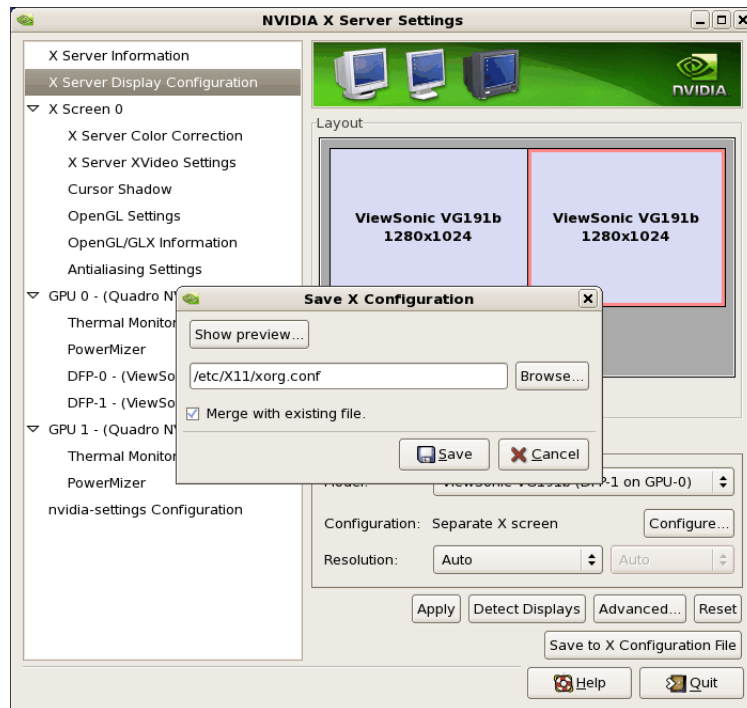 NVIDIA X Server Settings
X Server Information
X Server Display Configuration
X Screen 0
X Server Color Correction
X Server XVideo Settings
Cursor Shadow
OpenGL Settings
OpenGL/GLX Information
Antialiasing Settings
GPU 0 - (Quadro
Thermal Monitor
PowerMizer
DFP-0 - (ViewSo
DFP-1 - (ViewSo
GPU 1 - (Quadro
Thermal Monitor
PowerMizer
nvidia-settings Configuration
NVIDIA
Layout
ViewSonic VG191b
1280x1024
ViewSonic VG191b
1280x1024
Save X Configuration
Show preview...
/etc/X11/xorg.conf
Browse...
Merge with existing file.
Save
Cancel
Model:
ViewSonic VG191b (DFP-1 on GPU-0)
Configuration: Separate X screen
Configure...
Resolution:
Auto
Auto
Apply
Detect Displays
Advanced...
Reset
Save to X Configuration File
Help
Quit